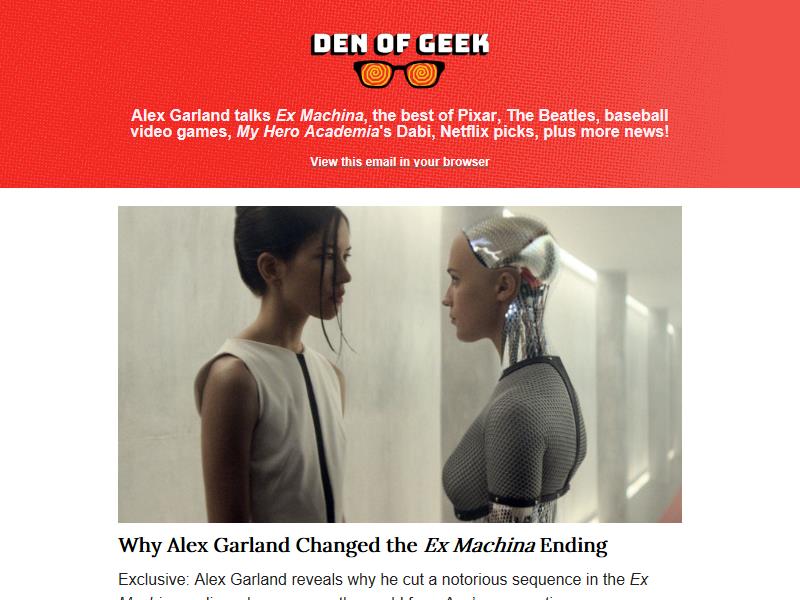 DEN OF GEEK
Alex Garland talks Ex Machina, the best of Pixar, The Beatles, baseball
video games, My Hero Academia's Dabi, Netflix picks, plus more news!
View this email in your browser
Why Alex Garland Changed the Ex Machina Ending
Exclusive: Alex Garland reveals why he cut a notorious sequence in the Ex